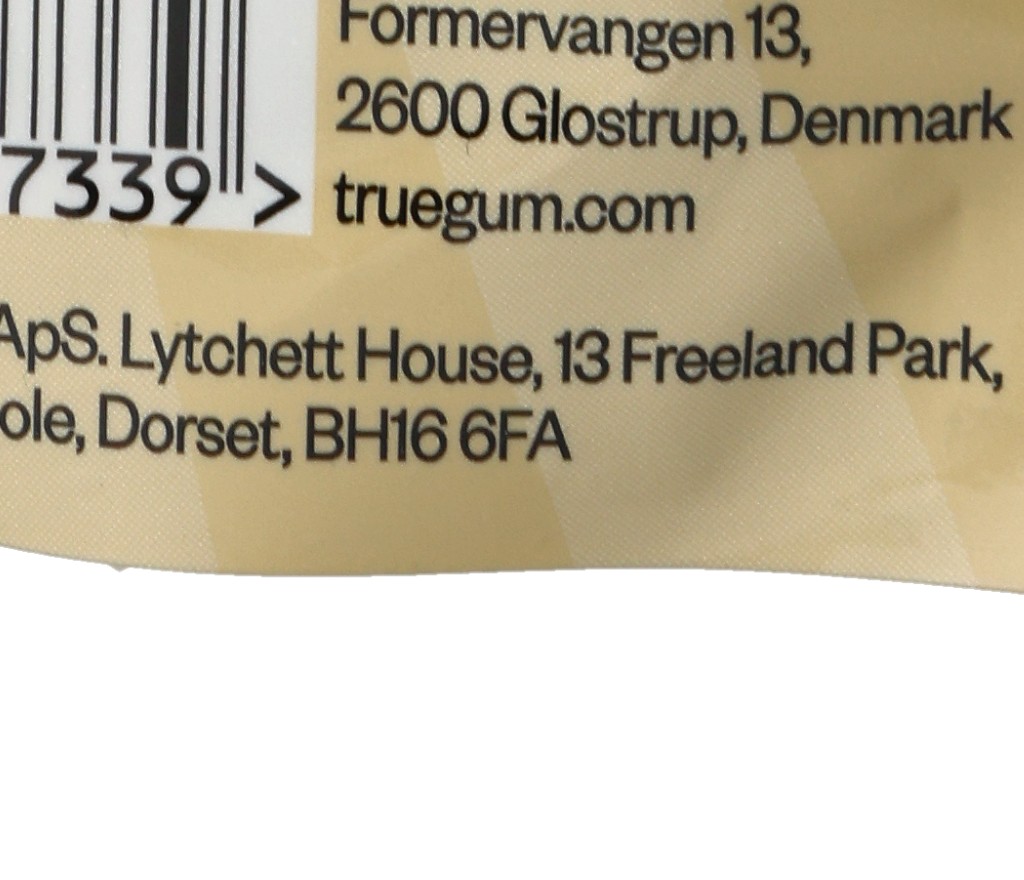 Formervangen 13,
2600 Glostrup, Denmark
7339 >
truegum.com
ApS. Lytchett House, 13 Freeland Park,
ole, Dorset, BH16 6FA